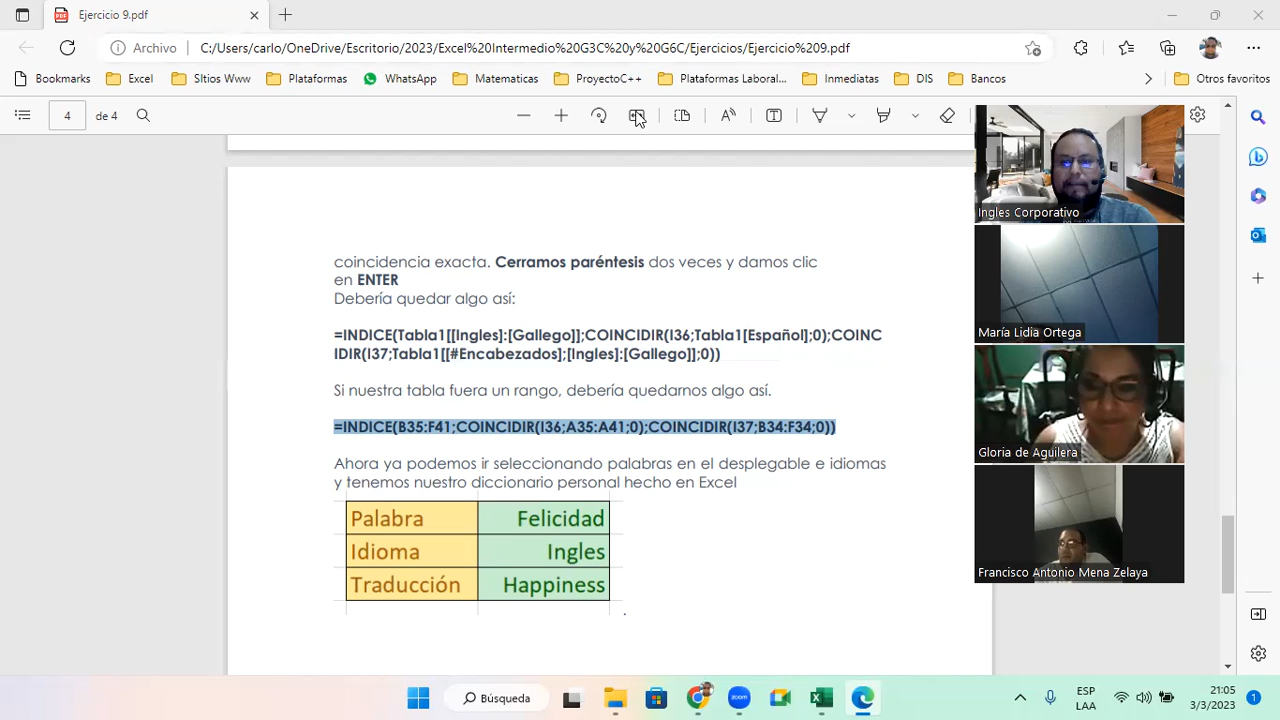 Ejercicio 9.pdf
Archivo
C:/Users/carlo/OneDrive/Escritorio/2023/Excel%20Intermedio%20G3C%20y%20G6C/Ejercicios/Ejercicio%209.pdf
Bookmarks Excel SItios Www Plataformas WhatsApp Matematicas ProyectoC++ Plataformas Laboral... Inmediatas DIS Bancos Otros favoritos
4 de 4
coincidencia exacta. Cerramos paréntesis dos veces y damos clic
en ENTER
Debería quedar algo así:
=INDICE(Tabla1[[Ingles]:[Gallego]];COINCIDIR(I36;Tabla1[Español];0);COINC
IDIR(I37;Tabla1[[#Encabezados];[Ingles]:[Gallego]];0))
Si nuestra tabla fuera un rango, debería quedarnos algo así.
=INDICE(B35:F41;COINCIDIR(I36;A35:A41;0);COINCIDIR(I37;B34:F34;0))
Ahora ya podemos ir seleccionando palabras en el desplegable e idiomas
y tenemos nuestro diccionario personal hecho en Excel
Palabra Felicidad
Idioma Ingles
Traducción Happiness
Ingles Corporativo
María Lidia Ortega
Gloria de Aguilera
Francisco Antonio Mena Zelaya
Búsqueda
ESP
LAA
21:05
3/3/2023
1